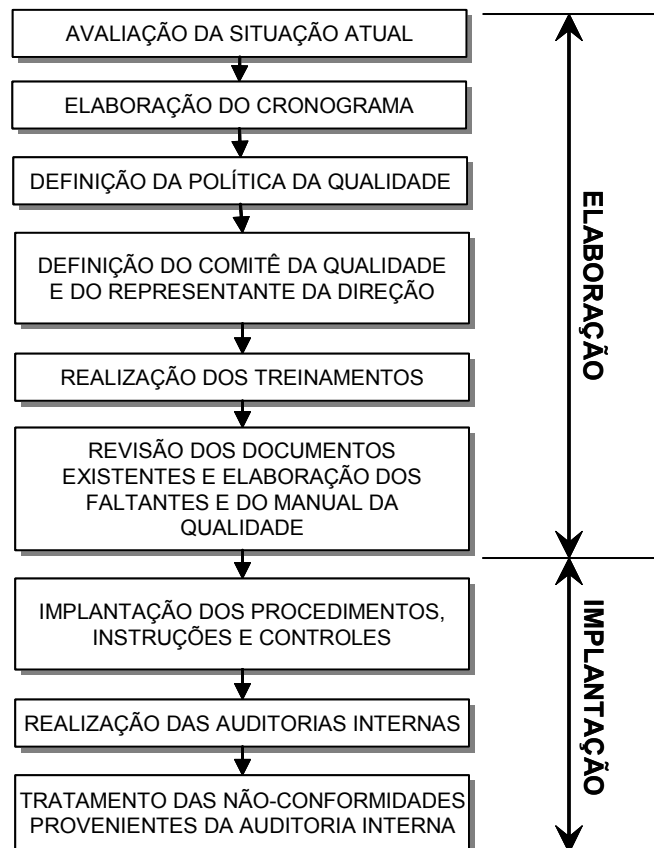 AVALIAÇÃO DA SITUAÇÃO ATUAL
ELABORAÇÃO DO CRONOGRAMA
DEFINIÇÃO DA POLÍTICA DA QUALIDADE
DEFINIÇÃO DO COMITÊ DA QUALIDADE
E DO REPRESENTANTE DA DIREÇÃO
REALIZAÇÃO DOS TREINAMENTOS
REVISÃO DOS DOCUMENTOS
EXISTENTES E ELABORAÇÃO DOS
FALTANTES E DO MANUAL DA
QUALIDADE
ELABORAÇÃO
IMPLANTAÇÃO DOS PROCEDIMENTOS,
INSTRUÇÕES E CONTROLES
REALIZAÇÃO DAS AUDITORIAS INTERNAS
TRATAMENTO DAS NÃO-CONFORMIDADES
PROVENIENTES DA AUDITORIA INTERNA
IMPLANTAÇÃO